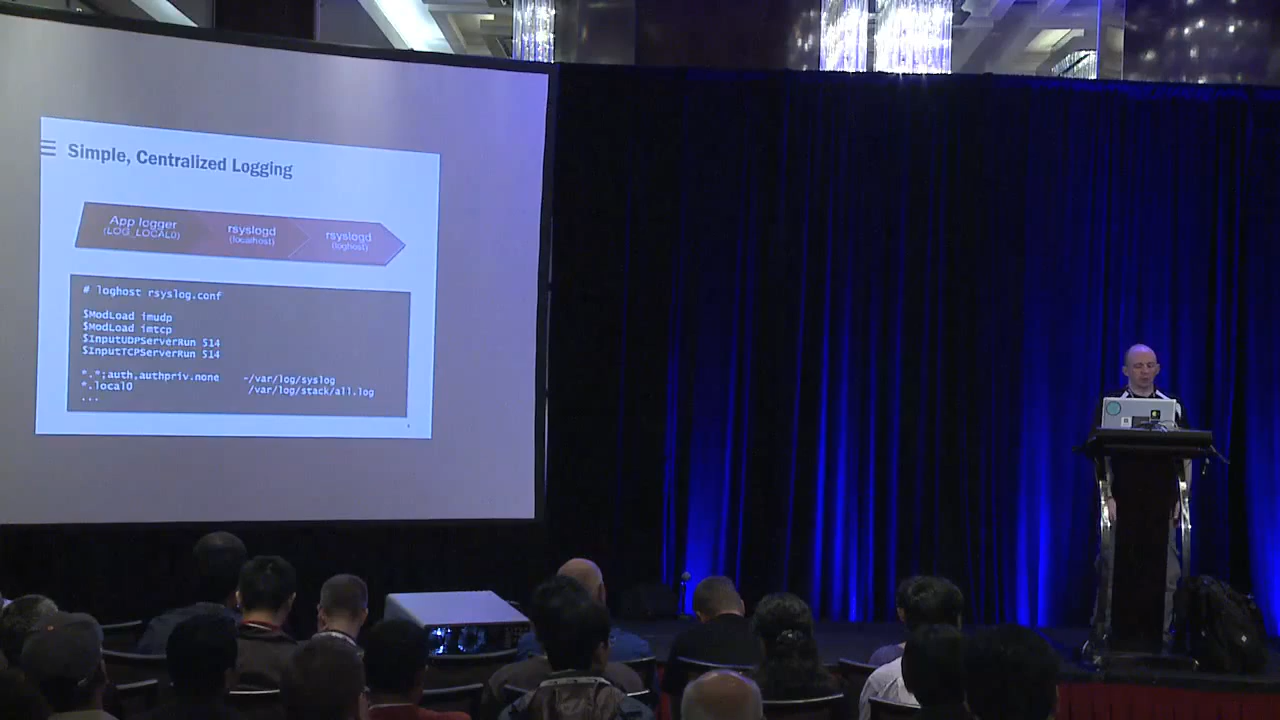 Simple, Centralized Logging
App logger
(LOG_LOCAL0)
rsyslogd
(localhost)
rsyslogd
(loghost)
# loghost rsyslog.conf
$ModLoad imudp
$ModLoad imtcp
$InputUDPServerRun 514
$InputTCPServerRun 514
*.*;auth,authpriv.none -/var/log/syslog
*.local0 /var/log/stack/all.log
...